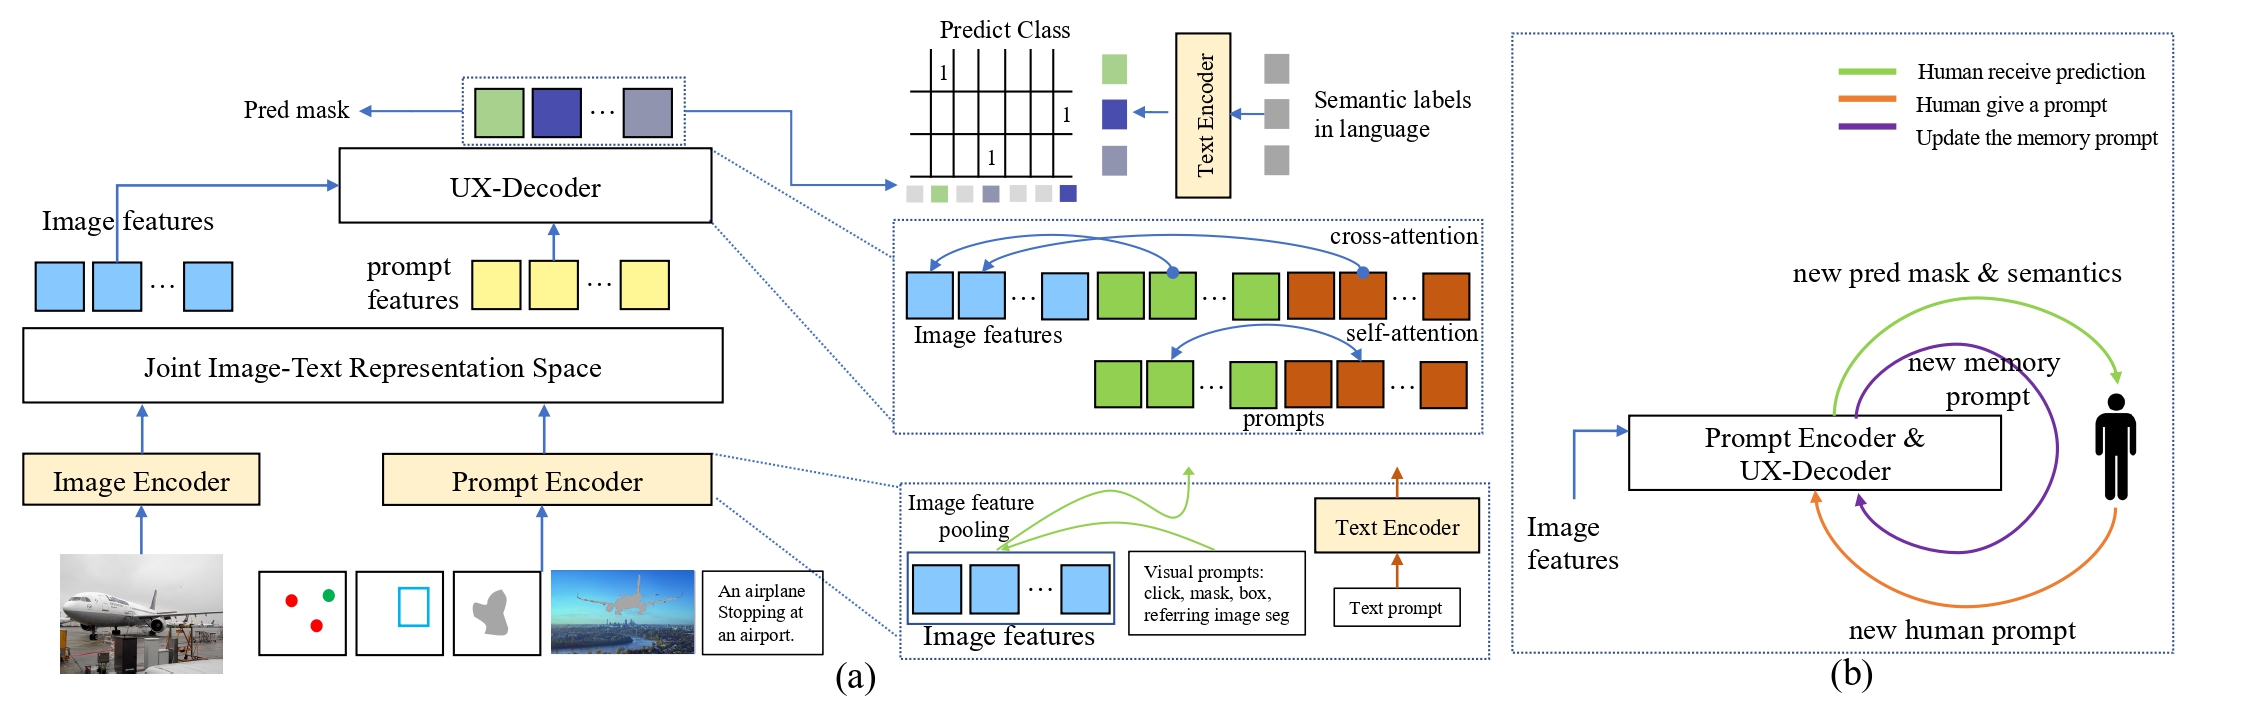 Predict Class
1
1
1
Text Encoder
Semantic labels
in language
Pred mask
UX-Decoder
Image features
prompt
features
Joint Image-Text Representation Space
Image Encoder
Prompt Encoder
An airplane
Stopping at
an airport.
cross-attention
Image features
self-attention
prompts
Image feature
pooling
Image features
Visual prompts:
click, mask, box,
referring image seg
Text Encoder
Text prompt
(a)
Human receive prediction
Human give a prompt
Update the memory prompt
new pred mask & semantics
new memory
prompt
Prompt Encoder &
UX-Decoder
Image
features
new human prompt
(b)